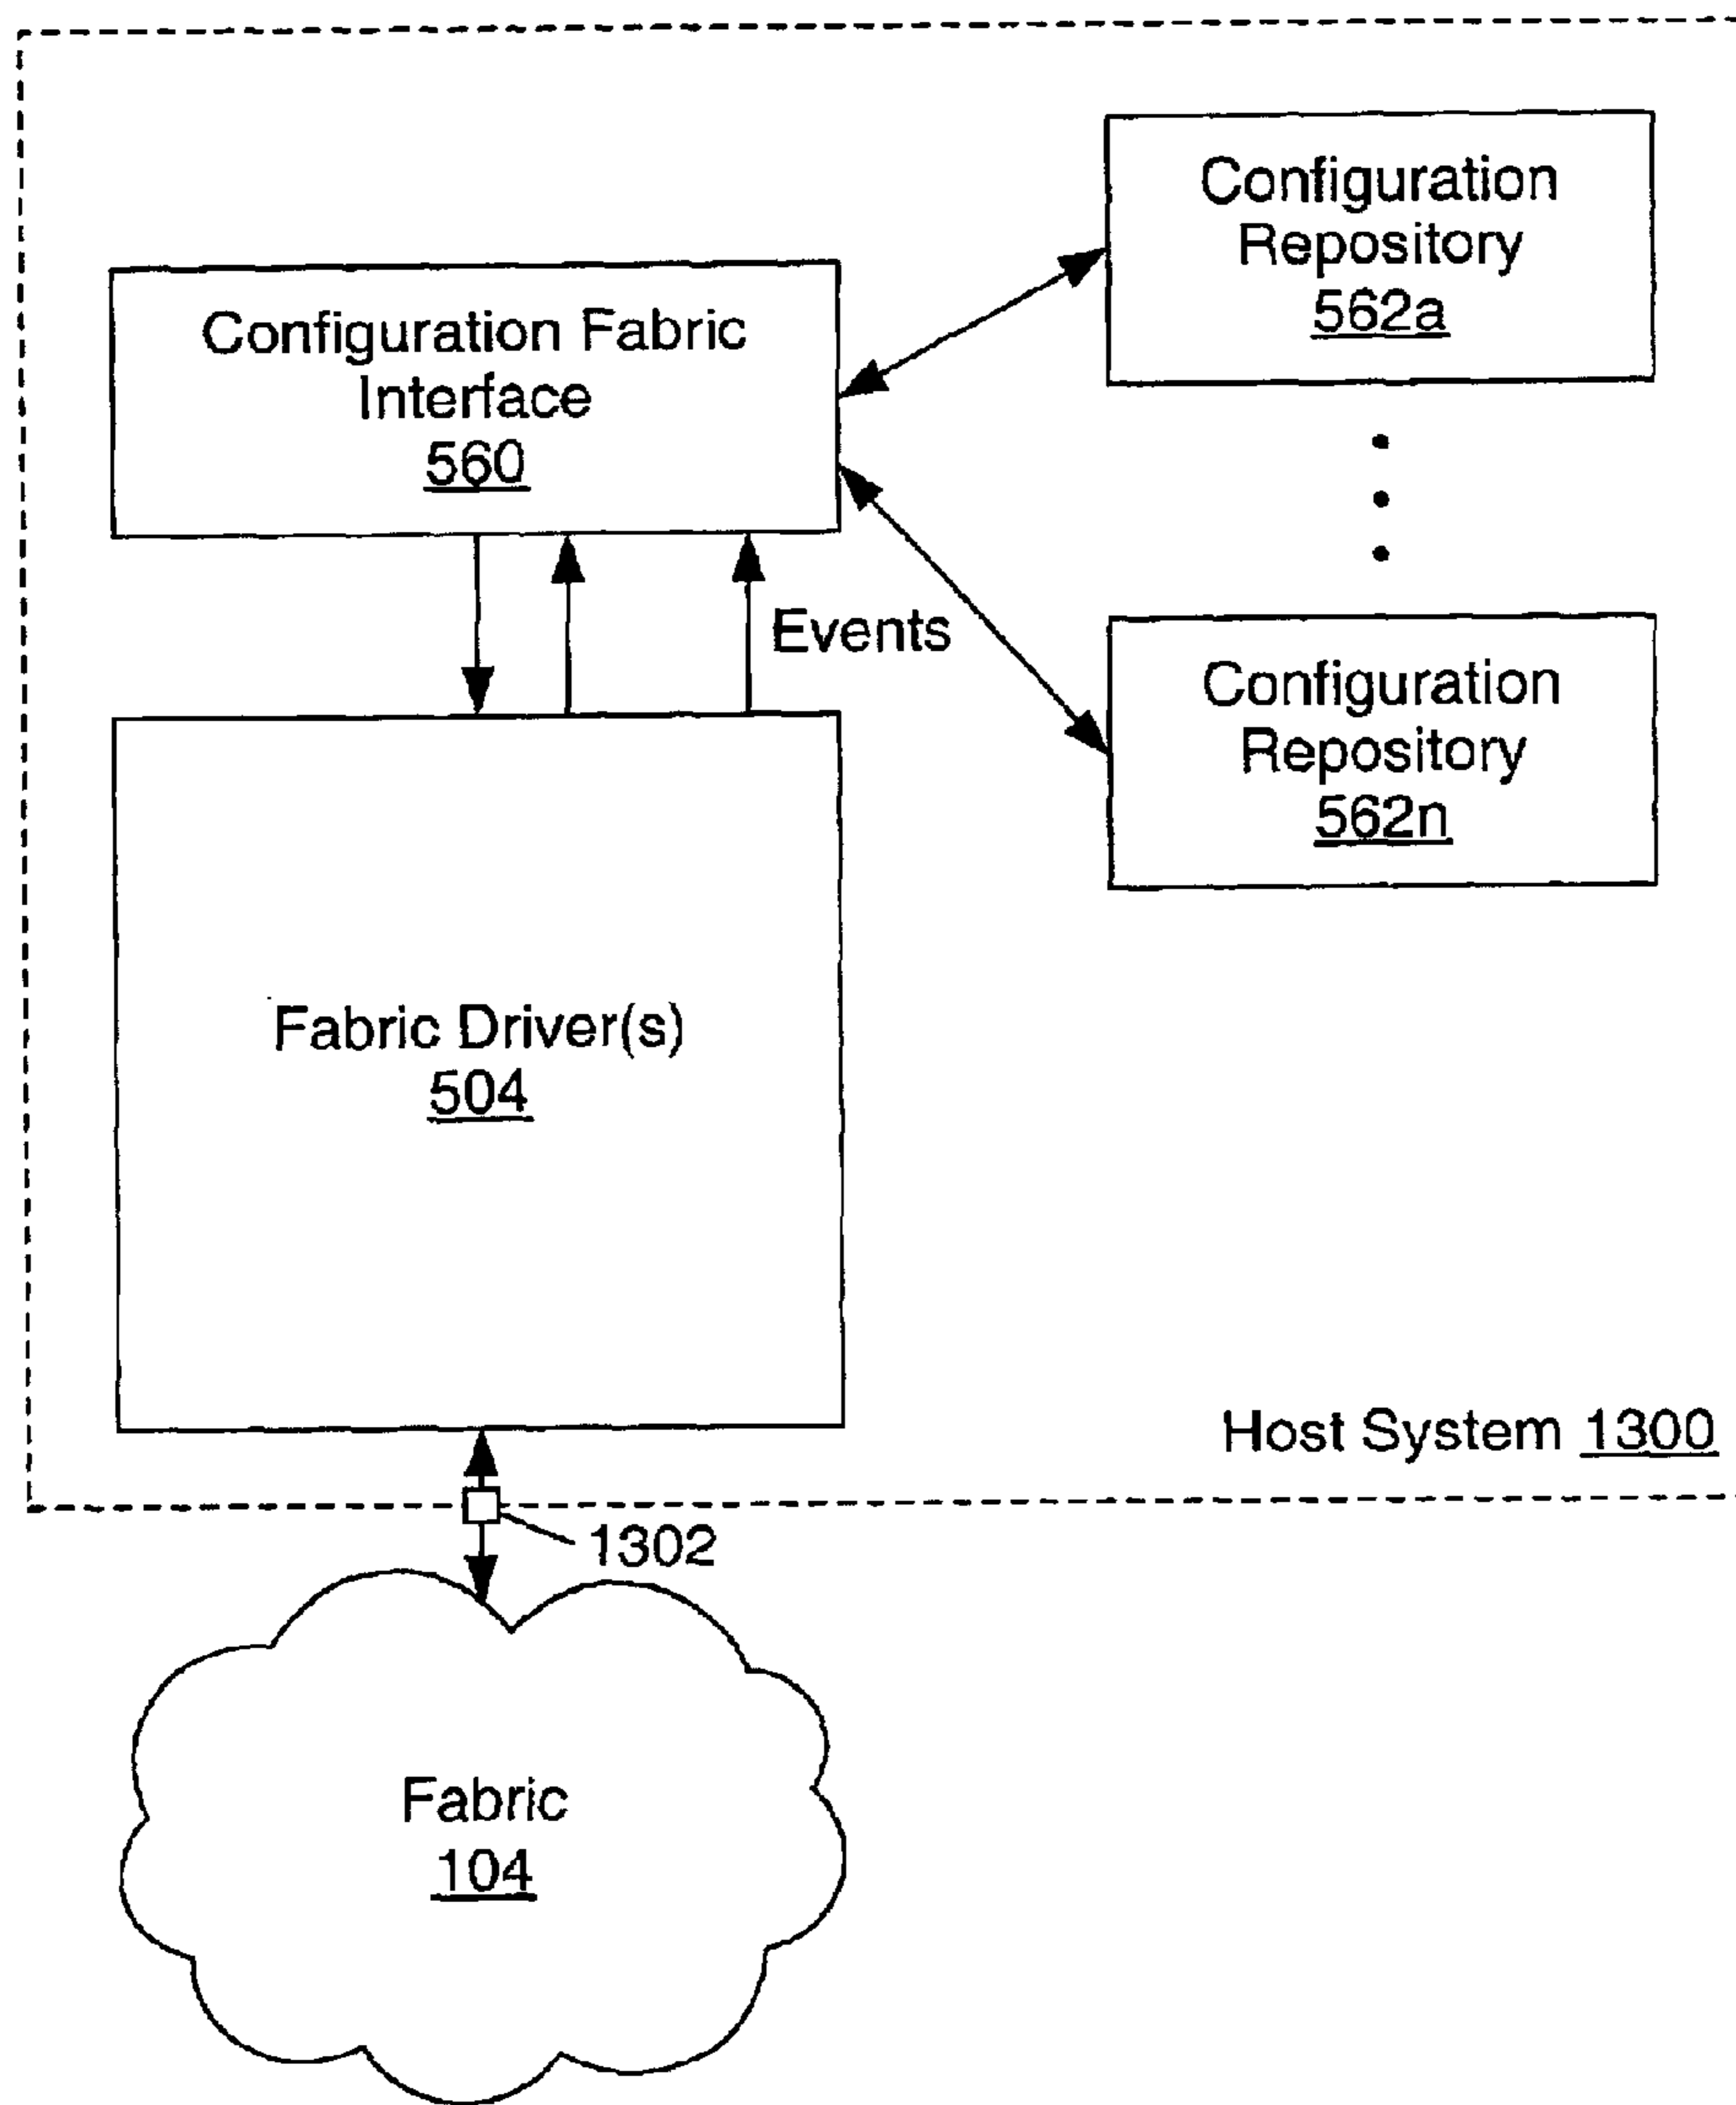 Configuration
Repository
562a
Configuration Fabric
Interface
560
Events
Configuration
Repository
562n
Fabric Driver(s)
504
Host System 1300
1302
Fabric
104